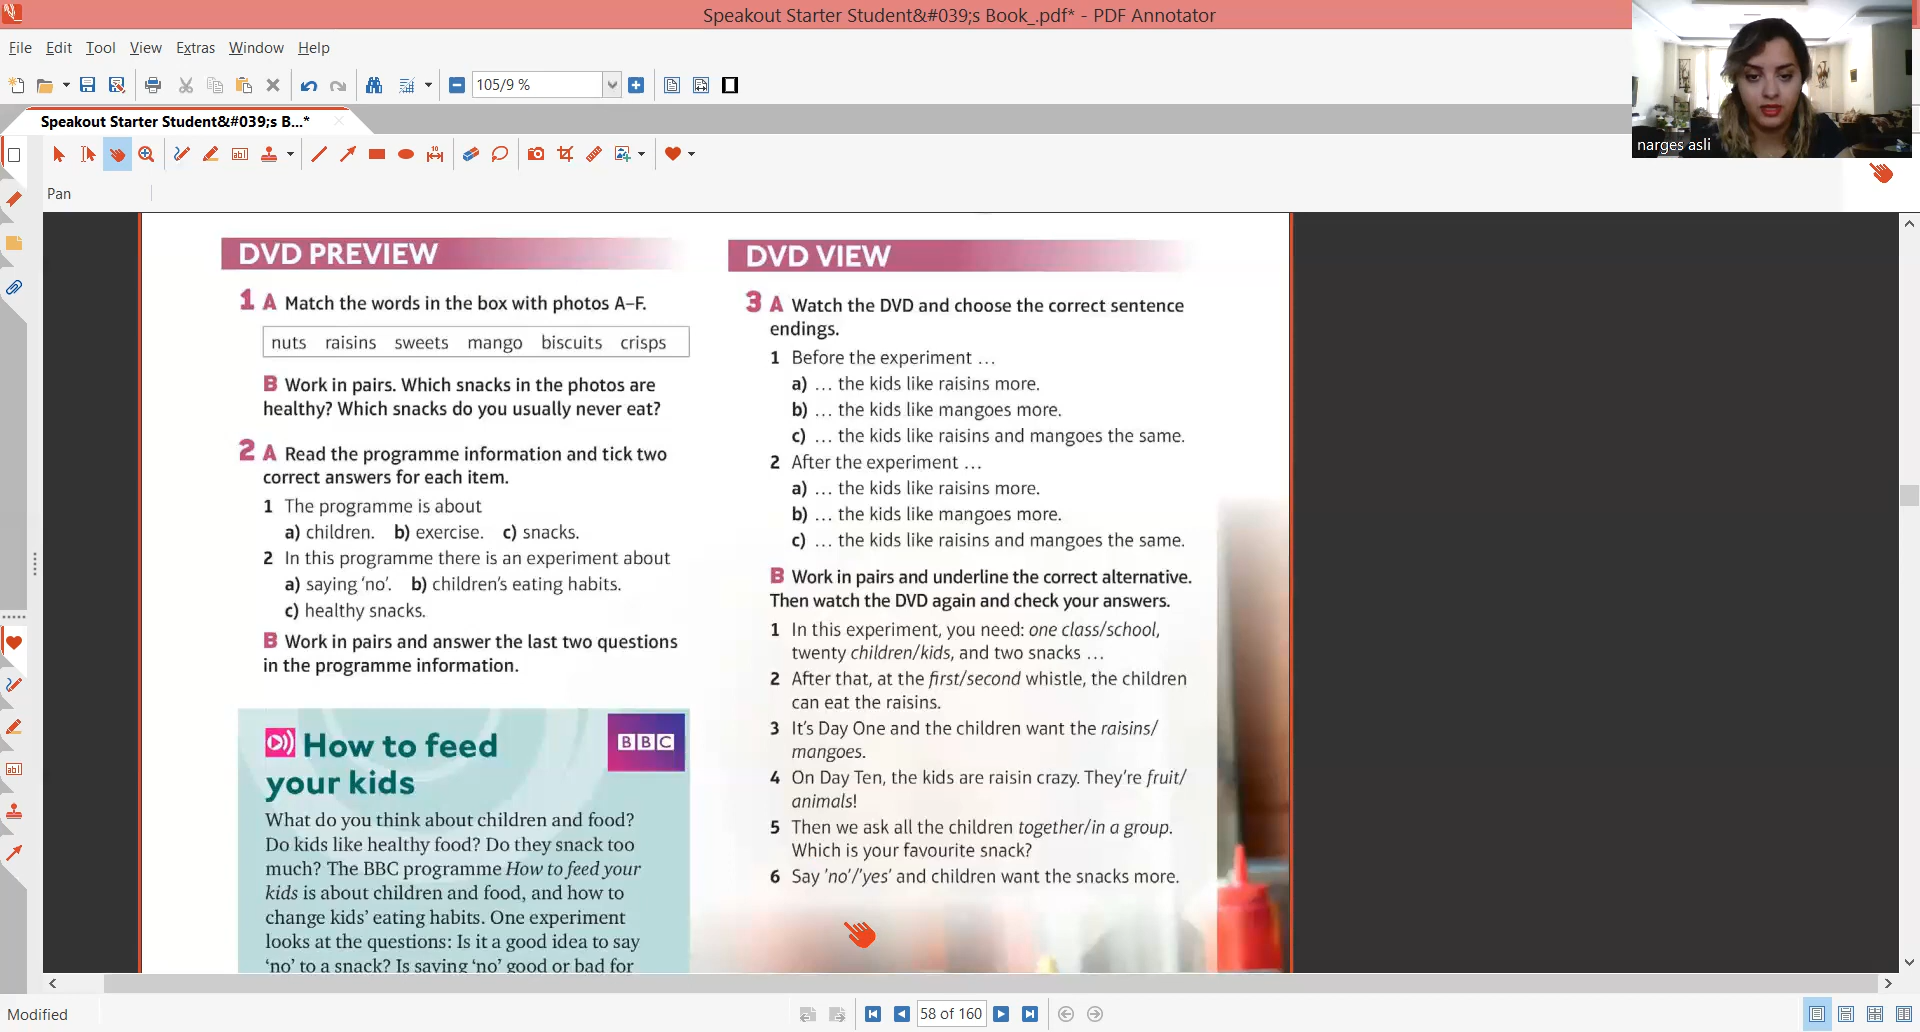 Speakout Starter Student&#039;s Book_.pdf* - PDF Annotator
File Edit Tool View Extras Window Help
105/9 %
Speakout Starter Student&#039;s B...*
Pan
narges asli
DVD PREVIEW
1 A Match the words in the box with photos A–F.
nuts raisins sweets mango biscuits crisps
B Work in pairs. Which snacks in the photos are
healthy? Which snacks do you usually never eat?
2 A Read the programme information and tick two
correct answers for each item.
1 The programme is about
a) children. b) exercise. c) snacks.
2 In this programme there is an experiment about
a) saying ‘no’. b) children’s eating habits.
c) healthy snacks.
B Work in pairs and answer the last two questions
in the programme information.
How to feed
your kids
BBC
What do you think about children and food?
Do kids like healthy food? Do they snack too
much? The BBC programme How to feed your
kids is about children and food, and how to
change kids’ eating habits. One experiment
looks at the questions: Is it a good idea to say
‘no’ to a snack? Is saying ‘no’ good or bad for
DVD VIEW
3 A Watch the DVD and choose the correct sentence
endings.
1 Before the experiment …
a) … the kids like raisins more.
b) … the kids like mangoes more.
c) … the kids like raisins and mangoes the same.
2 After the experiment …
a) … the kids like raisins more.
b) … the kids like mangoes more.
c) … the kids like raisins and mangoes the same.
B Work in pairs and underline the correct alternative.
Then watch the DVD again and check your answers.
1 In this experiment, you need: one class/school,
twenty children/kids, and two snacks …
2 After that, at the first/second whistle, the children
can eat the raisins.
3 It’s Day One and the children want the raisins/
mangoes.
4 On Day Ten, the kids are raisin crazy. They’re fruit/
animals!
5 Then we ask all the children together/in a group.
Which is your favourite snack?
6 Say ‘no’/‘yes’ and children want the snacks more.
Modified
58 of 160